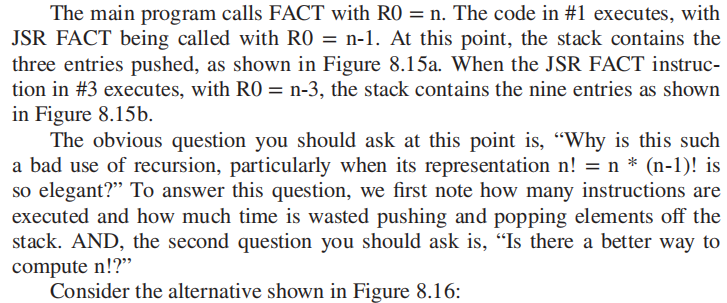 The main program calls FACT with R0 = n. The code in #1 executes, with
JSR FACT being called with R0 = n-1. At this point, the stack contains the
three entries pushed, as shown in Figure 8.15a. When the JSR FACT instruc-
tion in #3 executes, with R0 = n-3, the stack contains the nine entries as shown
in Figure 8.15b.
The obvious question you should ask at this point is, “Why is this such
a bad use of recursion, particularly when its representation n! = n * (n-1)! is
so elegant?” To answer this question, we first note how many instructions are
executed and how much time is wasted pushing and popping elements off the
stack. AND, the second question you should ask is, “Is there a better way to
compute n!?”
Consider the alternative shown in Figure 8.16: